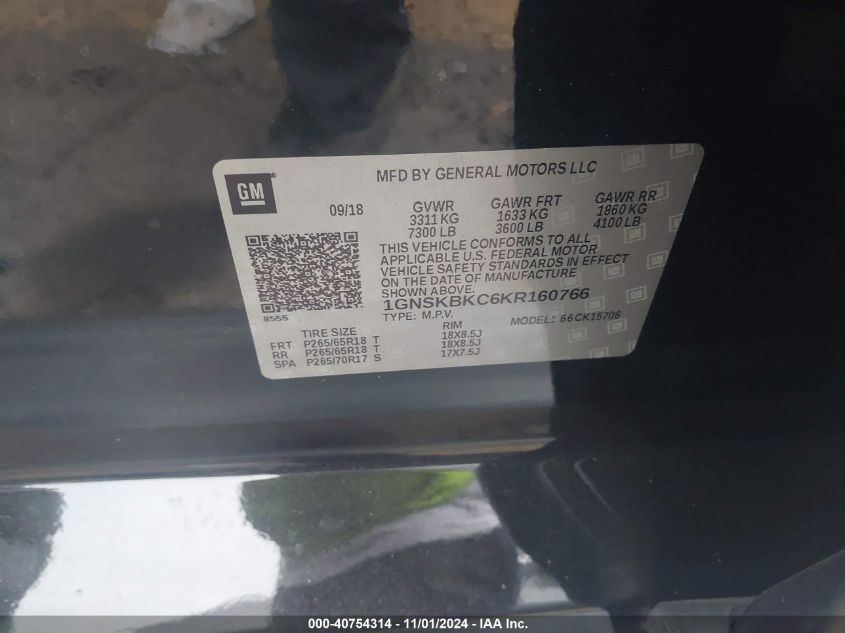 GM
MFD BY GENERAL MOTORS LLC
09/18
GVWR GAWR FRT GAWR RR
3311 KG 1633 KG 1860 KG
7300 LB 3600 LB 4100 LB
THIS VEHICLE CONFORMS TO ALL
APPLICABLE U.S. FEDERAL MOTOR
VEHICLE SAFETY STANDARDS IN EFFECT
ON THE DATE OF MANUFACTURE
SHOWN ABOVE.
1GNSKBKC6KR160766
8555
TYPE: M.P.V. MODEL: 66CK15706
TIRE SIZE RIM
FRT P265/65R18 T 18X8.5J
RR P265/65R18 T 18X8.5J
SPA P265/70R17 S 17X7.5J
000-40754314 - 11/01/2024 - IAA Inc.